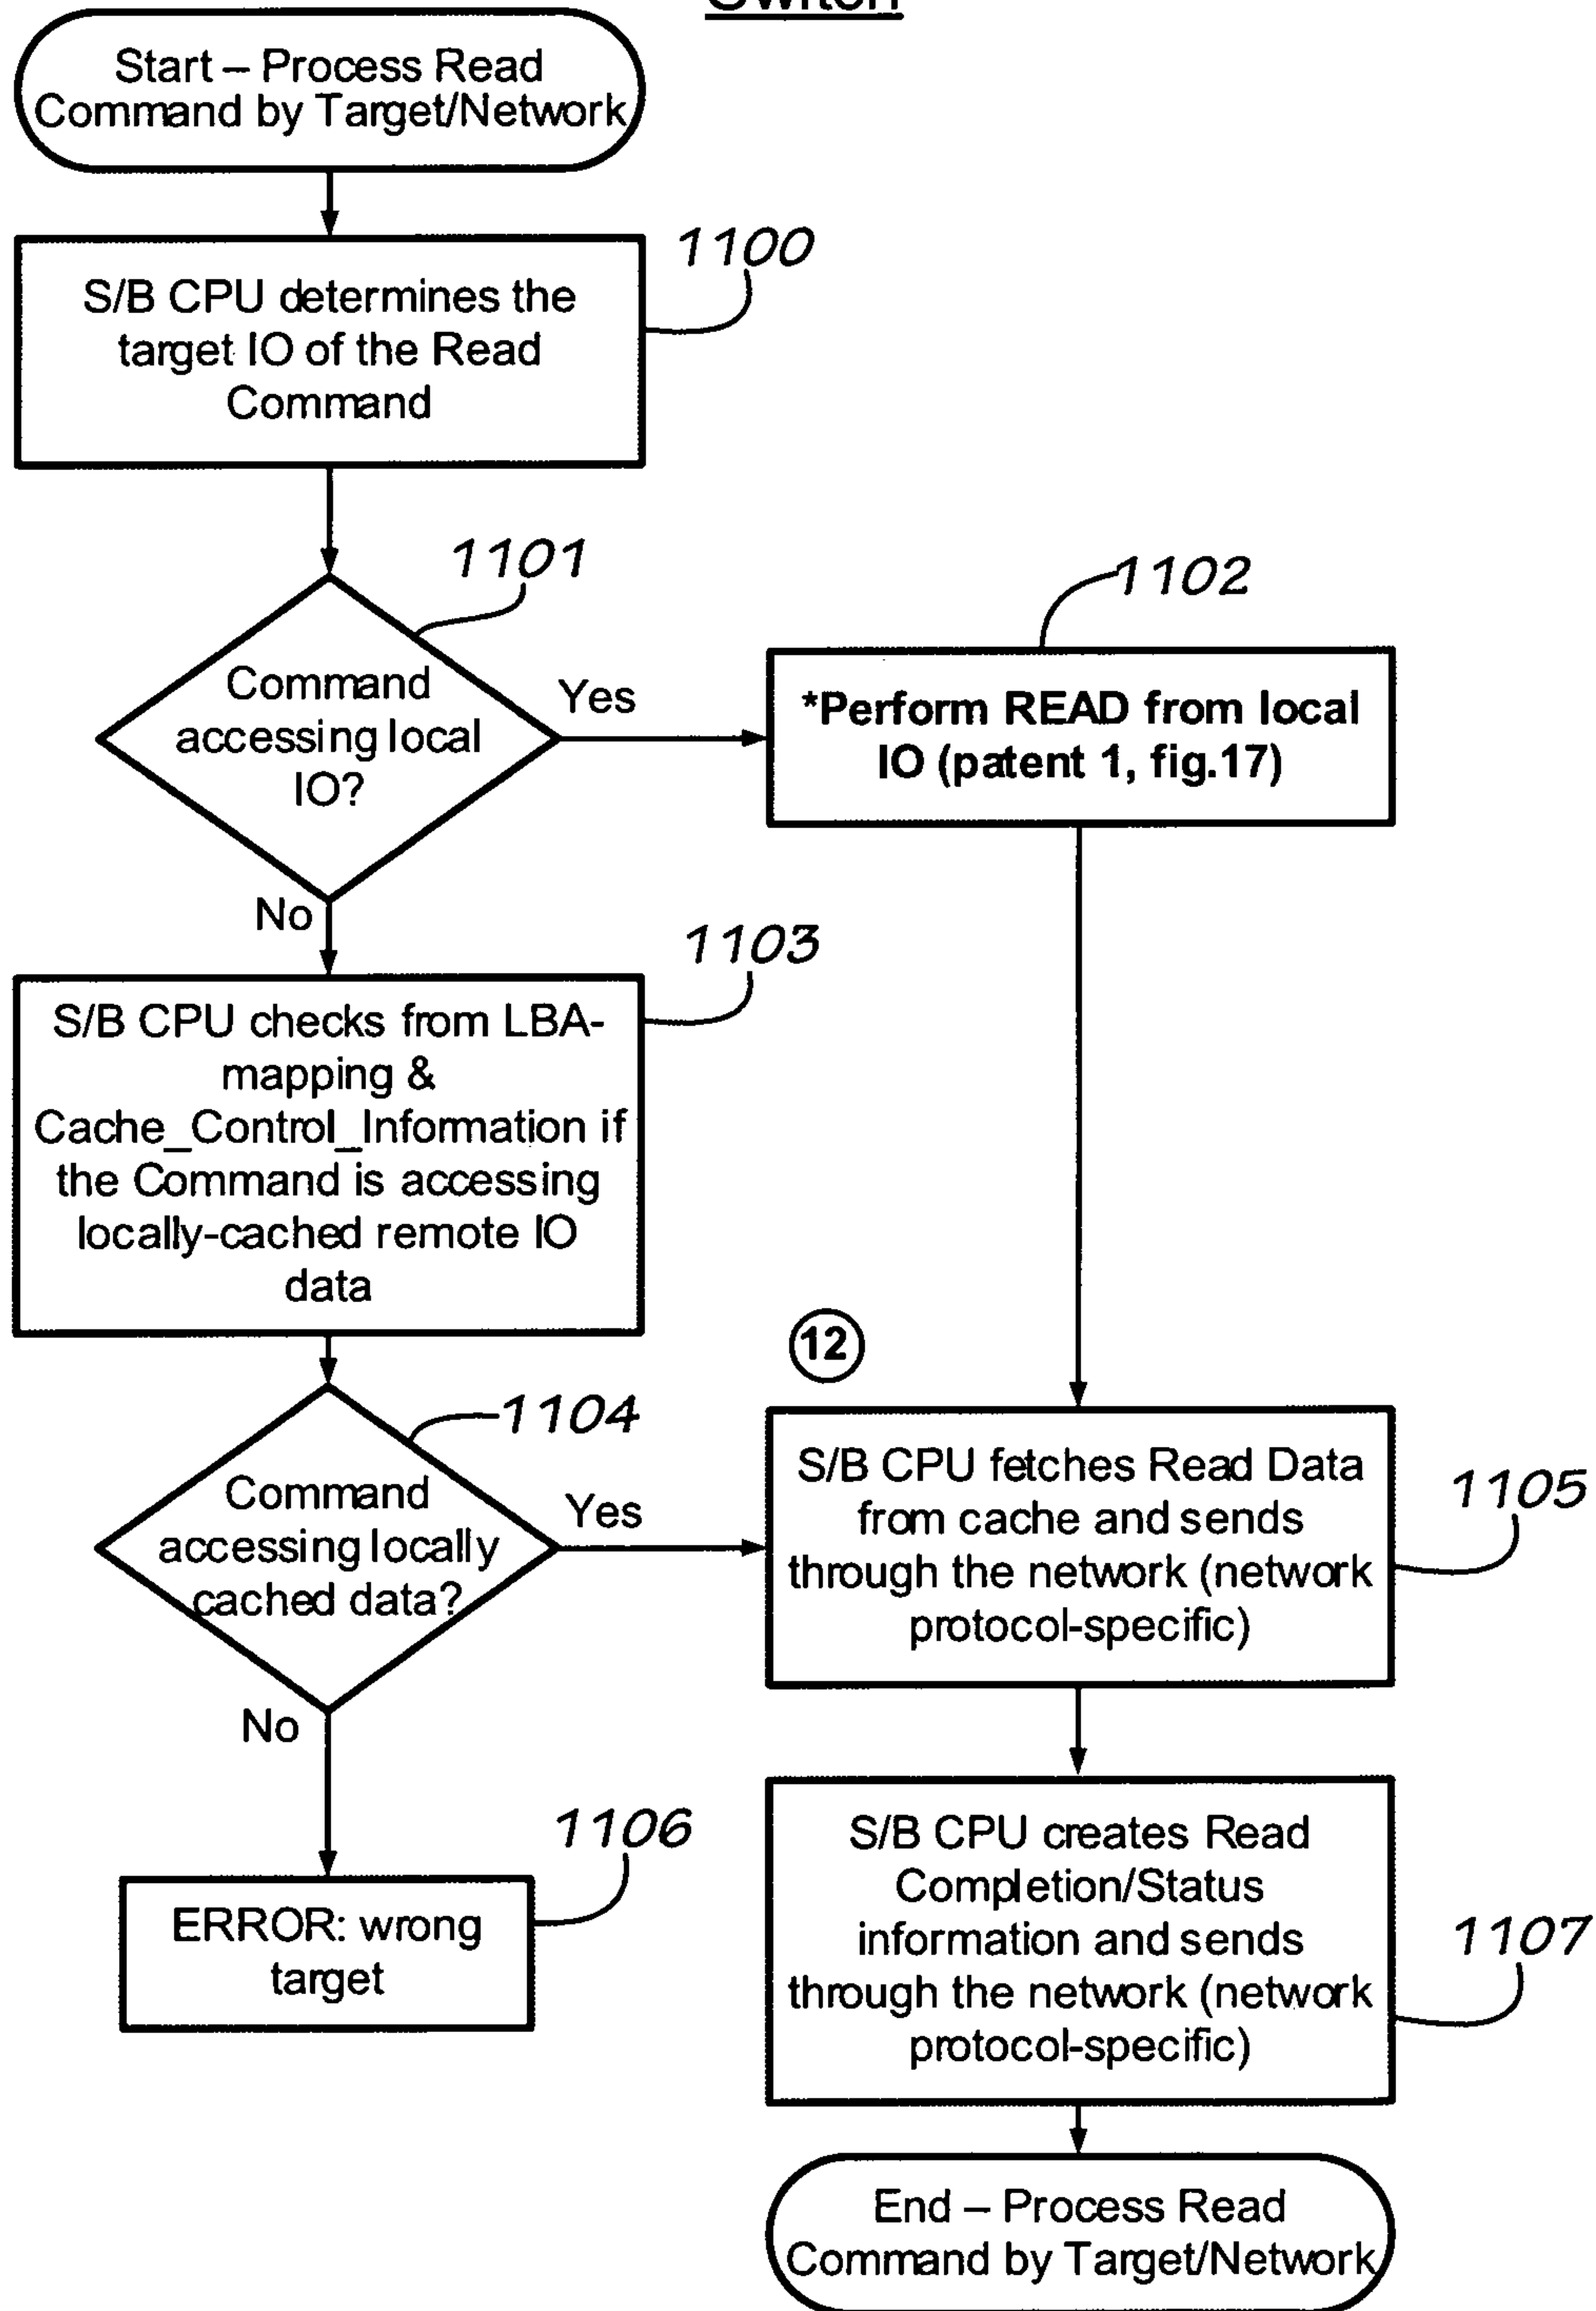 Start – Process Read
Command by Target/Network
1100
S/B CPU determines the
target IO of the Read
Command
1101
Command
accessing local
IO?
Yes
No
1102
*Perform READ from local
IO (patent 1, fig.17)
1103
S/B CPU checks from LBA-
mapping &
Cache_Control_Information if
the Command is accessing
locally-cached remote IO
data
12
1104
Command
accessing locally
cached data?
Yes
No
1105
S/B CPU fetches Read Data
from cache and sends
through the network (network
protocol-specific)
1106
ERROR: wrong
target
1107
S/B CPU creates Read
Completion/Status
information and sends
through the network (network
protocol-specific)
End – Process Read
Command by Target/Network